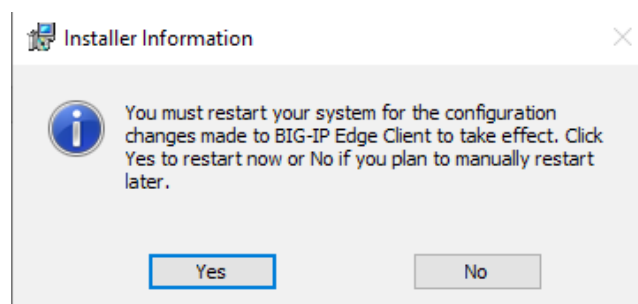 Installer Information
You must restart your system for the configuration
changes made to BIG-IP Edge Client to take effect. Click
Yes to restart now or No if you plan to manually restart
later.
Yes
No